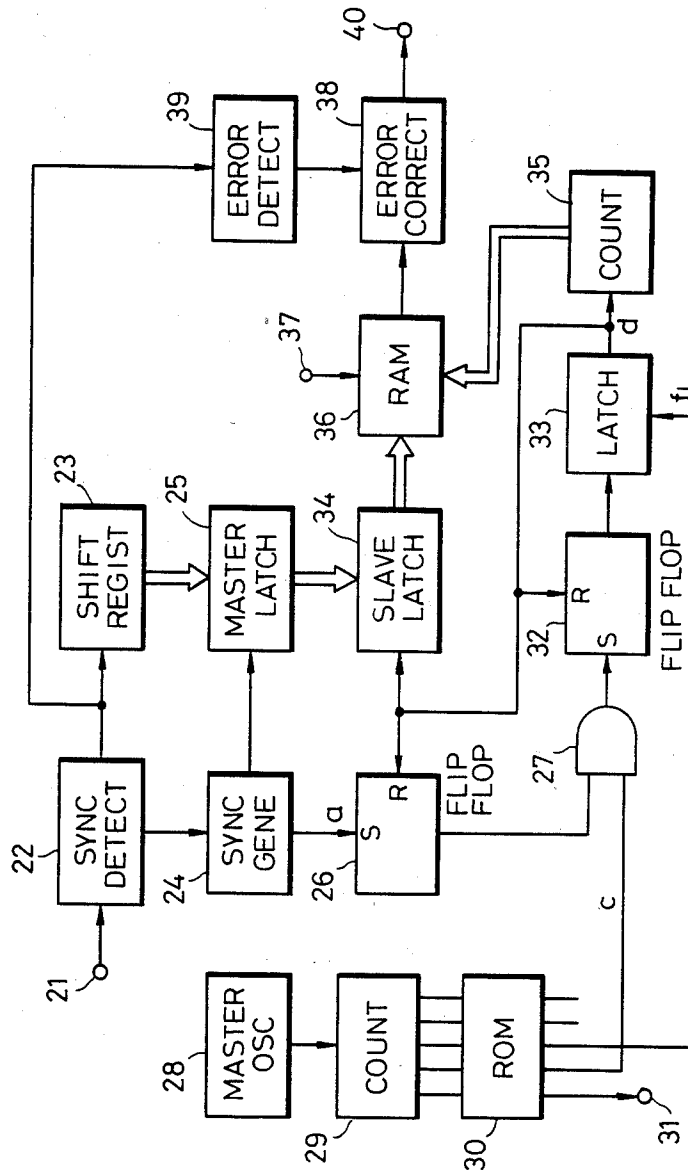 21
22
SYNC
DETECT
23
SHIFT
REGIST
24
SYNC
GENE
25
MASTER
LATCH
a
26
S
R
FLIP
FLOP
34
SLAVE
LATCH
36
RAM
37
39
ERROR
DETECT
38
ERROR
CORRECT
40
28
MASTER
OSC
29
COUNT
30
ROM
31
c
27
32
S
R
FLIP FLOP
33
LATCH
f1
d
35
COUNT